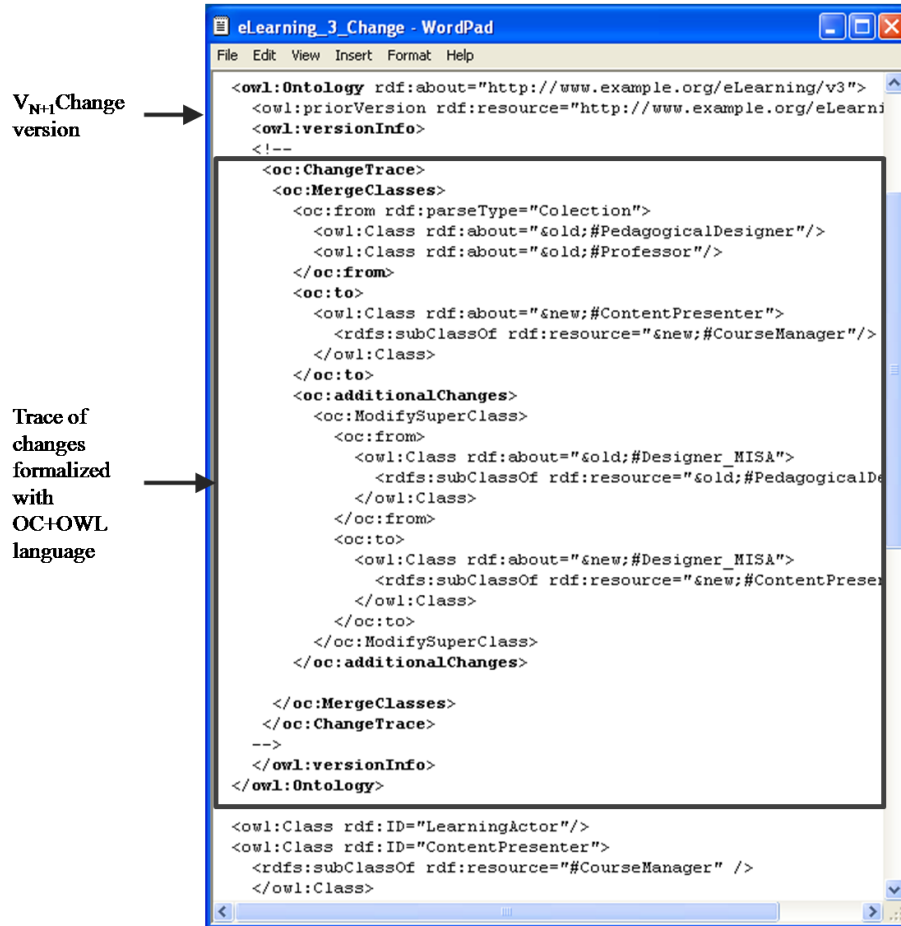 eLearning_3_Change - WordPad
File Edit View Insert Format Help
V_{N+1}Change
version
<owl:Ontology rdf:about="http://www.example.org/eLearning/v3">
<owl:priorVersion rdf:resource="http://www.example.org/eLearni
<owl:versionInfo>
<!--
<oc:ChangeTrace>
<oc:MergeClasses>
<oc:from rdf:parseType="Colection">
<owl:Class rdf:about="&old;#PedagogicalDesigner"/>
<owl:Class rdf:about="&old;#Professor"/>
</oc:from>
<oc:to>
<owl:Class rdf:about="&new;#ContentPresenter">
<rdfs:subClassOf rdf:resource="&new;#CourseManager"/>
</owl:Class>
</oc:to>
<oc:additionalChanges>
<oc:ModifySuperClass>
<oc:from>
<owl:Class rdf:about="&old;#Designer_MISA">
<rdfs:subClassOf rdf:resource="&old;#PedagogicalDe
</owl:Class>
</oc:from>
<oc:to>
<owl:Class rdf:about="&new;#Designer_MISA">
<rdfs:subClassOf rdf:resource="&new;#ContentPresen
</owl:Class>
</oc:to>
</oc:ModifySuperClass>
</oc:additionalChanges>
</oc:MergeClasses>
</oc:ChangeTrace>
-->
</owl:versionInfo>
</owl:Ontology>
Trace of
changes
formalized
with
OC+OWL
language
<owl:Class rdf:ID="LearningActor"/>
<owl:Class rdf:ID="ContentPresenter">
<rdfs:subClassOf rdf:resource="#CourseManager" />
</owl:Class>